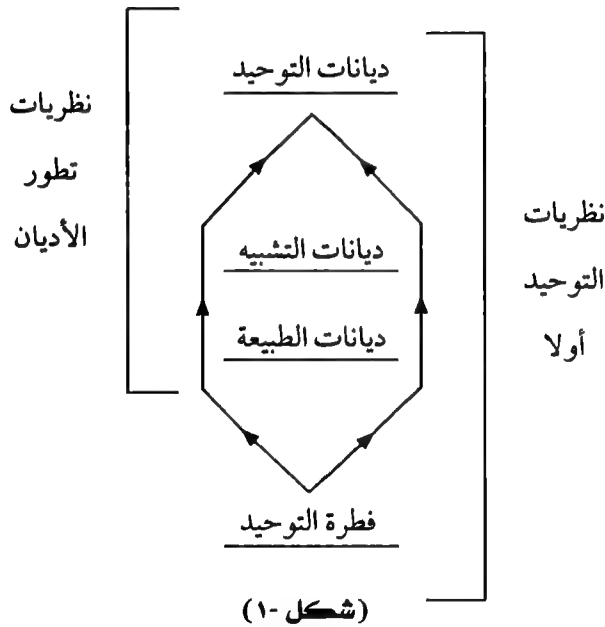 ديانات التوحيد
نظريات
تطور
الأديان
نظريات
التوحيد
أولا
ديانات التشبيه
ديانات الطبيعة
فطرة التوحيد
(شكل -١)